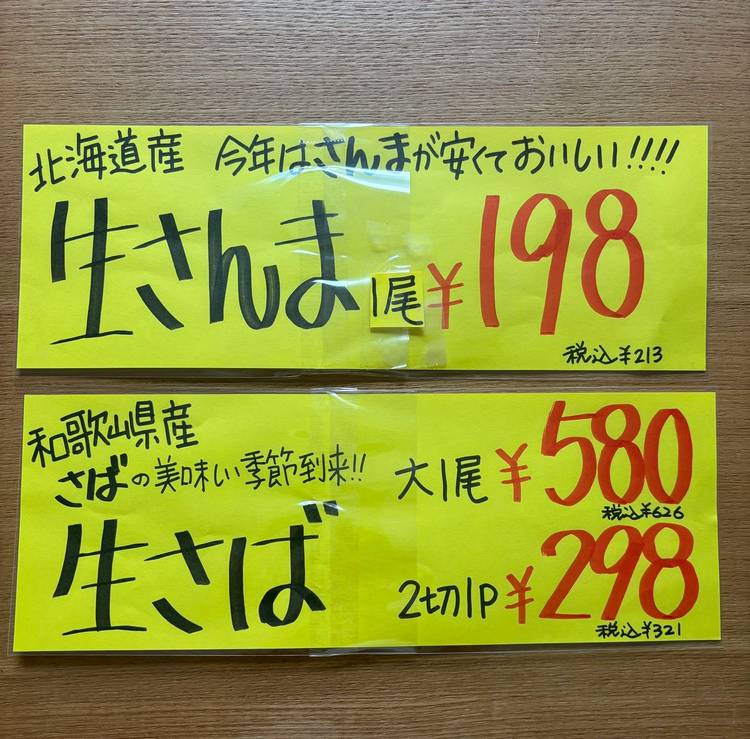 北海道産 今年はさんまが安くておいしい!!!!
生さんま 1尾 ¥198
税込¥213
和歌山県産
さばの美味い季節到来!!
生さば
大1尾 ¥580
税込¥626
2切1P ¥298
税込¥321